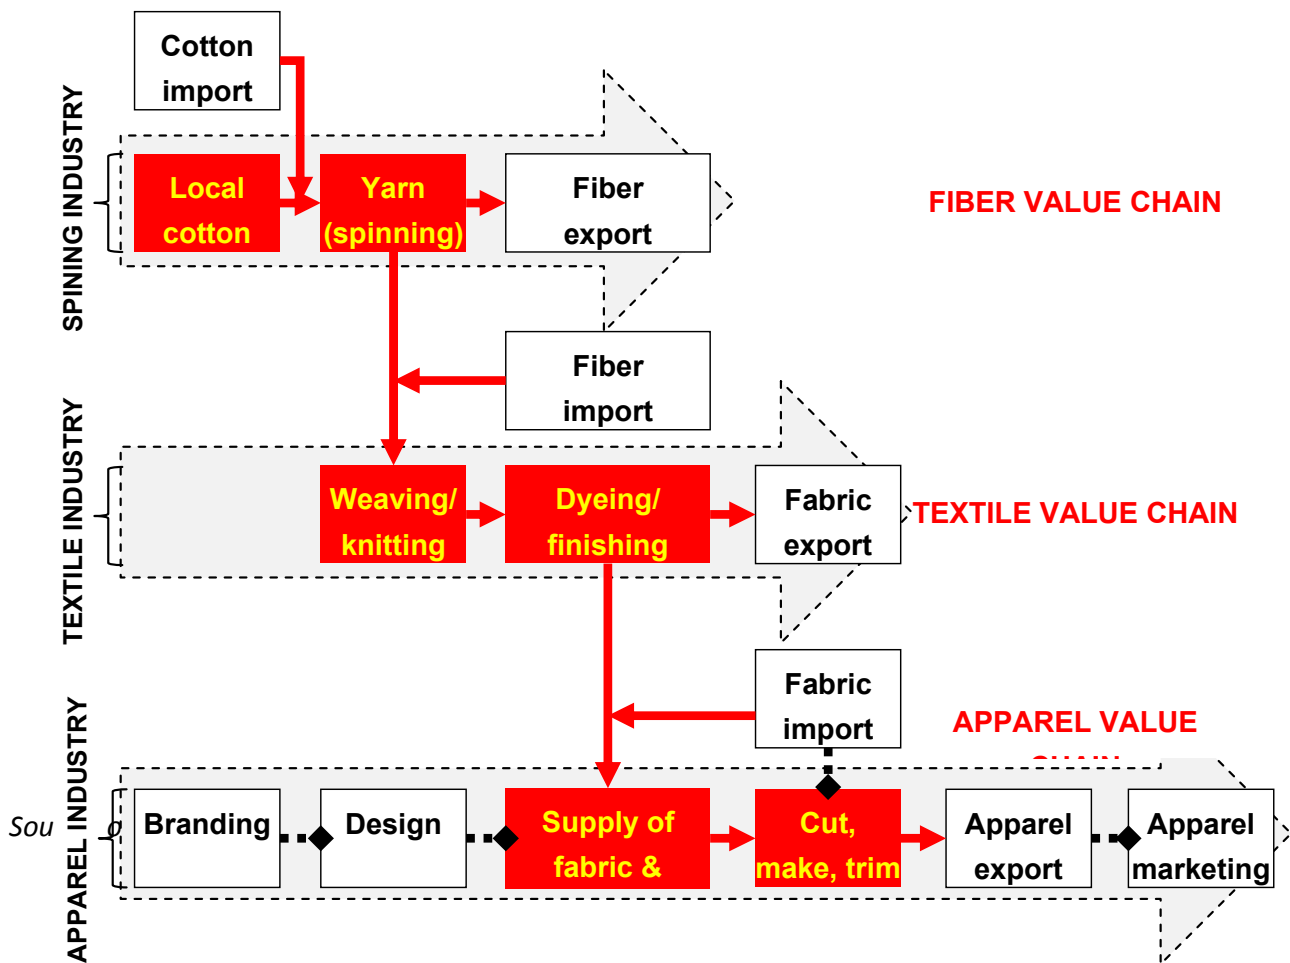 Cotton
import
SPINING INDUSTRY
Local
cotton
Yarn
(spinning)
Fiber
export
FIBER VALUE CHAIN
Fiber
import
TEXTILE INDUSTRY
Weaving/
knitting
Dyeing/
finishing
Fabric
export
TEXTILE VALUE CHAIN
Fabric
import
APPAREL VALUE
APPAREL INDUSTRY
Sou
Branding
Design
Supply of
fabric &
Cut,
make, trim
Apparel
export
Apparel
marketing